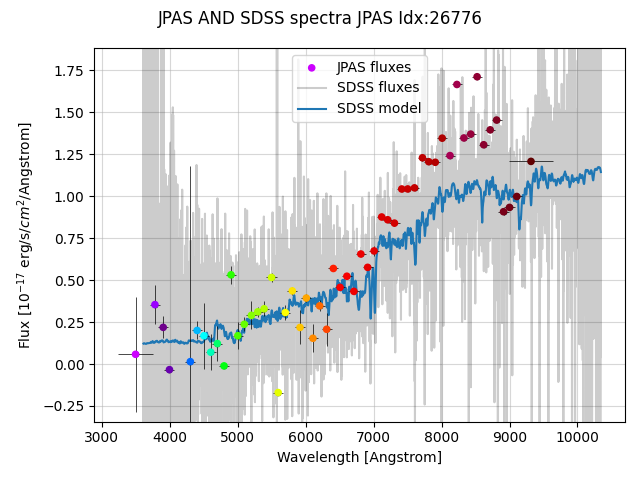 JPAS AND SDSS spectra JPAS Idx:26776
JPAS fluxes
SDSS fluxes
SDSS model
Flux [10⁻¹⁷ erg/s/cm²/Angstrom]
1.75
1.50
1.25
1.00
0.75
0.50
0.25
0.00
−0.25
3000 4000 5000 6000 7000 8000 9000 10000
Wavelength [Angstrom]